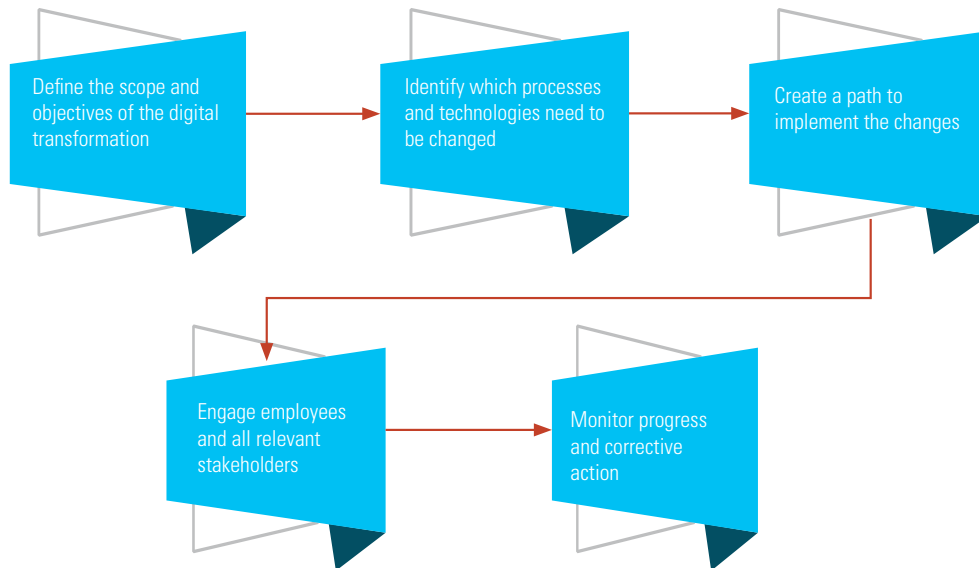 Define the scope and
objectives of the digital
transformation
Identify which processes
and technologies need to
be changed
Create a path to
implement the changes
Engage employees
and all relevant
stakeholders
Monitor progress
and corrective
action